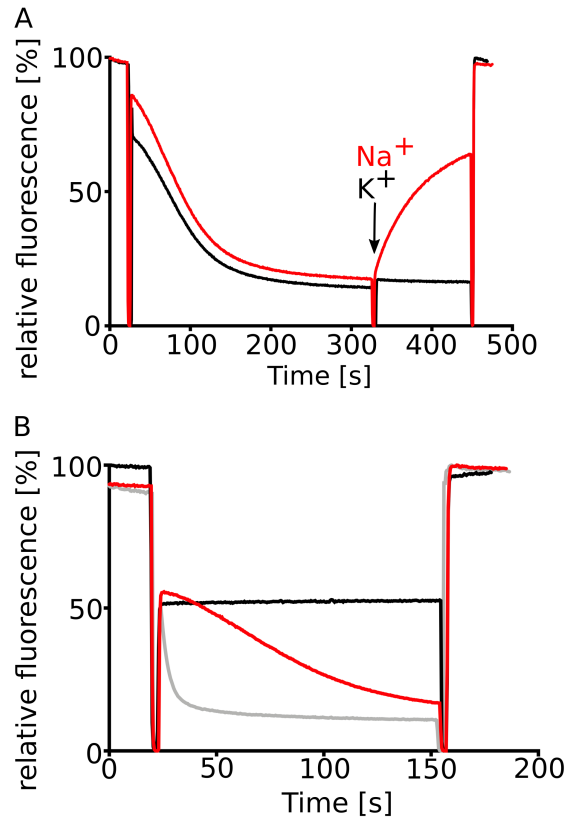 A
relative fluorescence [%]
100
50
0
Na+
K+
0 100 200 300 400 500
Time [s]
B
relative fluorescence [%]
100
50
0
0 50 100 150 200
Time [s]